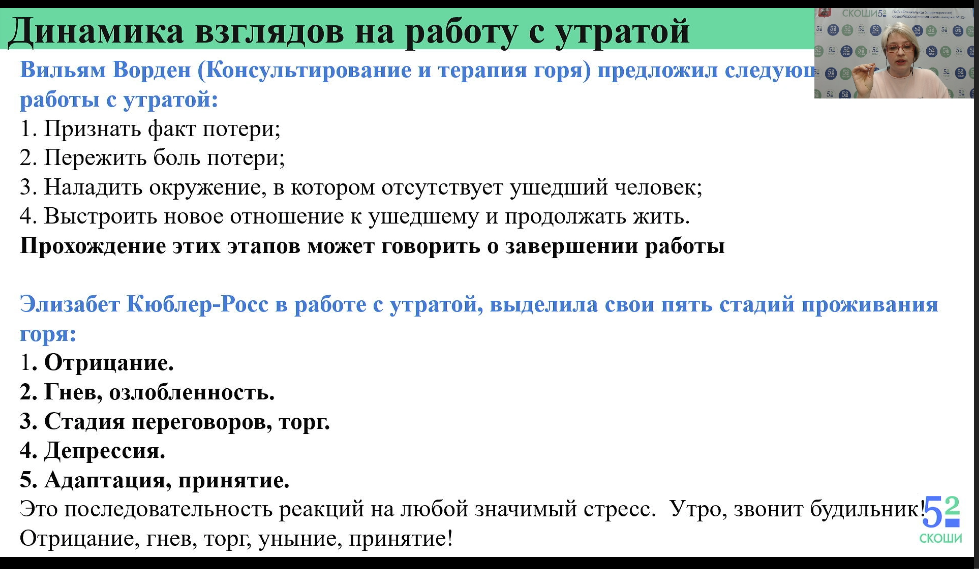 Динамика взглядов на работу с утратой
СКОШИ52
Вильям Ворден (Консультирование и терапия горя) предложил следующ
работы с утратой:
1. Признать факт потери;
2. Пережить боль потери;
3. Наладить окружение, в котором отсутствует ушедший человек;
4. Выстроить новое отношение к ушедшему и продолжать жить.
Прохождение этих этапов может говорить о завершении работы
Элизабет Кюблер-Росс в работе с утратой, выделила свои пять стадий проживания
горя:
1. Отрицание.
2. Гнев, озлобленность.
3. Стадия переговоров, торг.
4. Депрессия.
5. Адаптация, принятие.
Это последовательность реакций на любой значимый стресс. Утро, звонит будильник!
Отрицание, гнев, торг, уныние, принятие!
52
СКОШИ